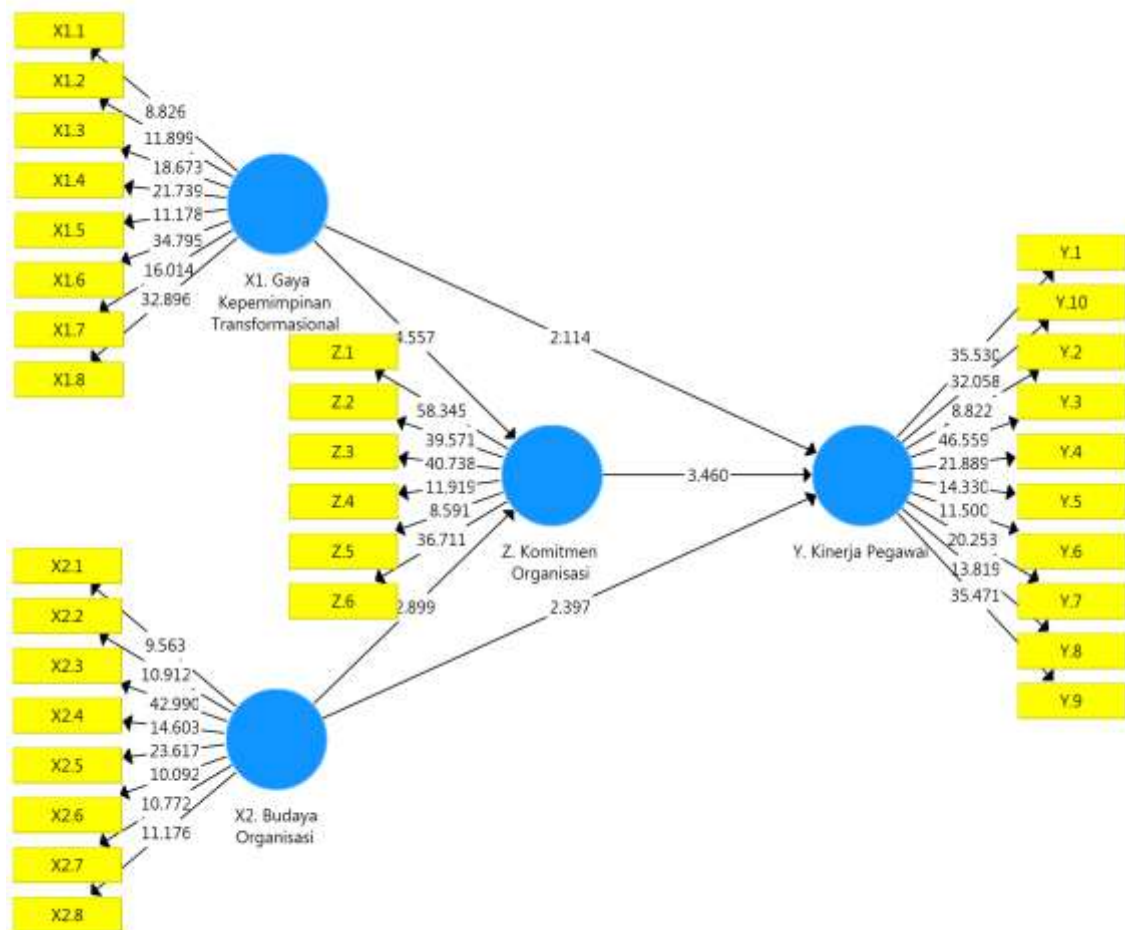 X1.1
X1.2
X1.3
X1.4
X1.5
X1.6
X1.7
X1.8
8.826
11.899
18.673
21.739
11.178
34.795
16.014
32.896
X1. Gaya
Kepemimpinan
Transformasional
4.557
2.114
Z.1
Z.2
Z.3
Z.4
Z.5
Z.6
58.345
39.571
40.738
11.919
8.591
36.711
Z. Komitmen
Organisasi
3.460
2.899
2.397
X2.1
X2.2
X2.3
X2.4
X2.5
X2.6
X2.7
X2.8
9.563
10.912
42.990
14.603
23.617
10.092
10.772
11.176
X2. Budaya
Organisasi
Y. Kinerja Pegawai
35.530
32.058
8.822
46.559
21.889
14.330
11.500
20.253
13.819
35.471
Y.1
Y.10
Y.2
Y.3
Y.4
Y.5
Y.6
Y.7
Y.8
Y.9